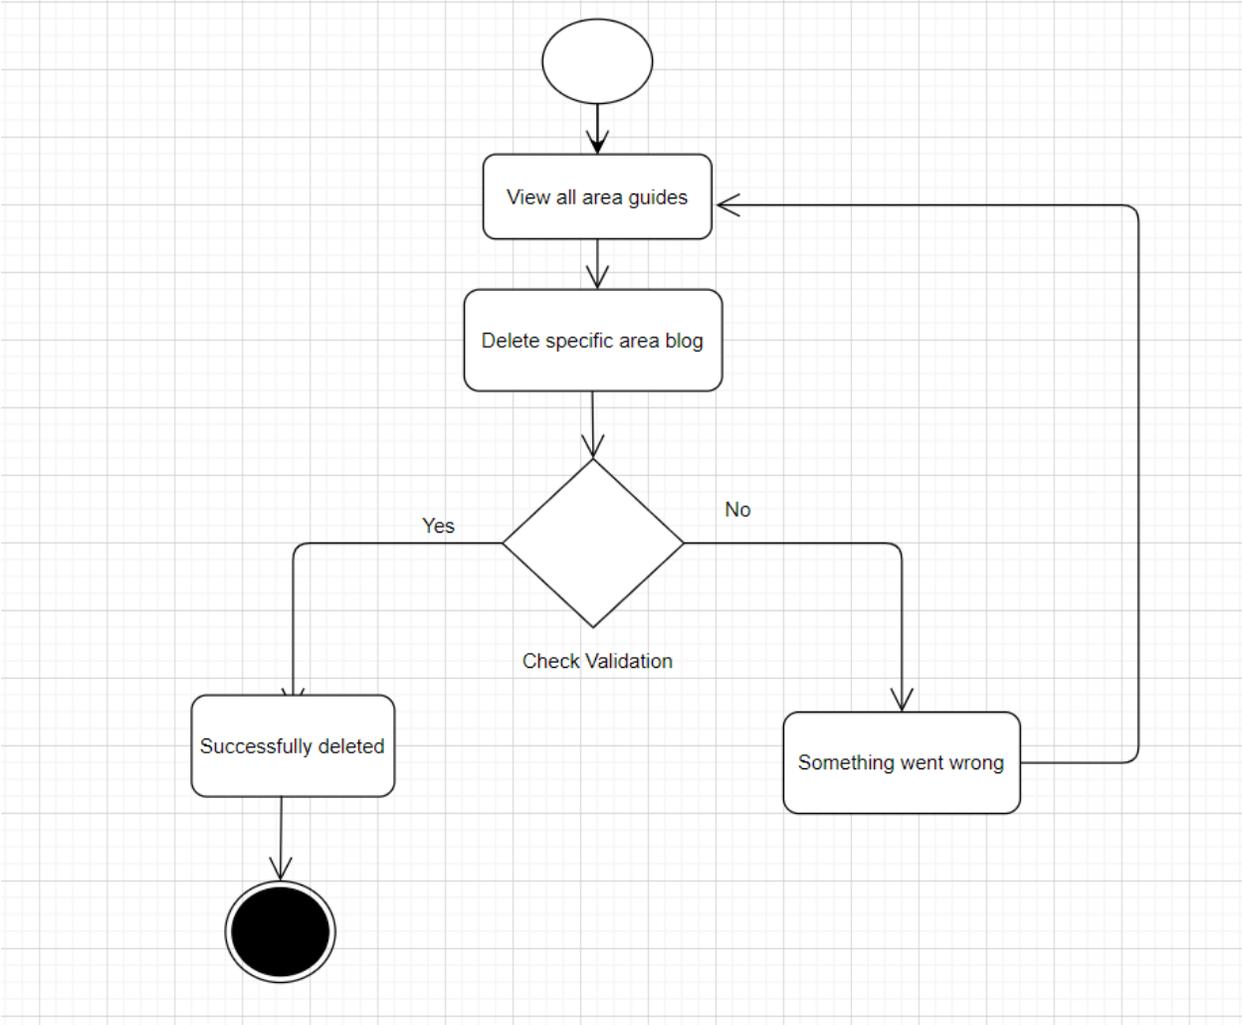 View all area guides
Delete specific area blog
Yes
No
Check Validation
Successfully deleted
Something went wrong